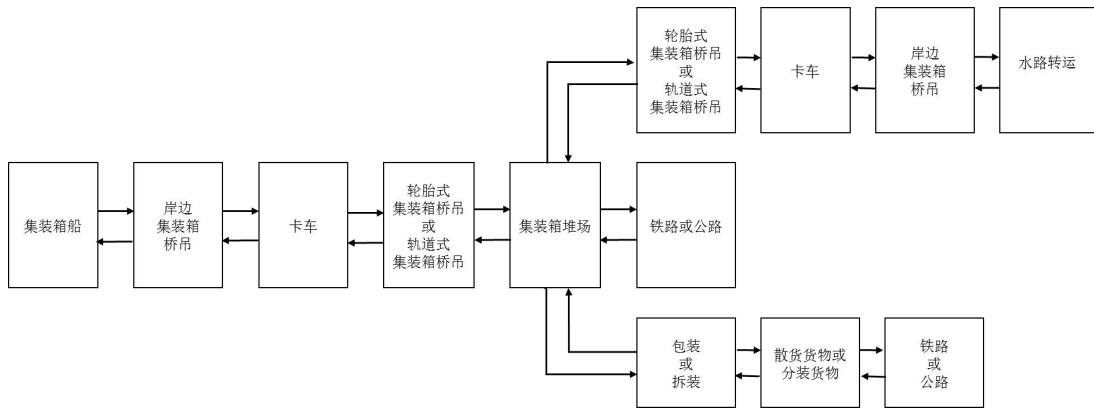 轮胎式
集装箱桥吊
或
轨道式
集装箱桥吊
卡车
岸边
集装箱
桥吊
水路转运
集装箱船
岸边
集装箱
桥吊
卡车
轮胎式
集装箱桥吊
或
轨道式
集装箱桥吊
集装箱堆场
铁路或公路
包装
或
拆装
散货货物或
分装货物
铁路
或
公路